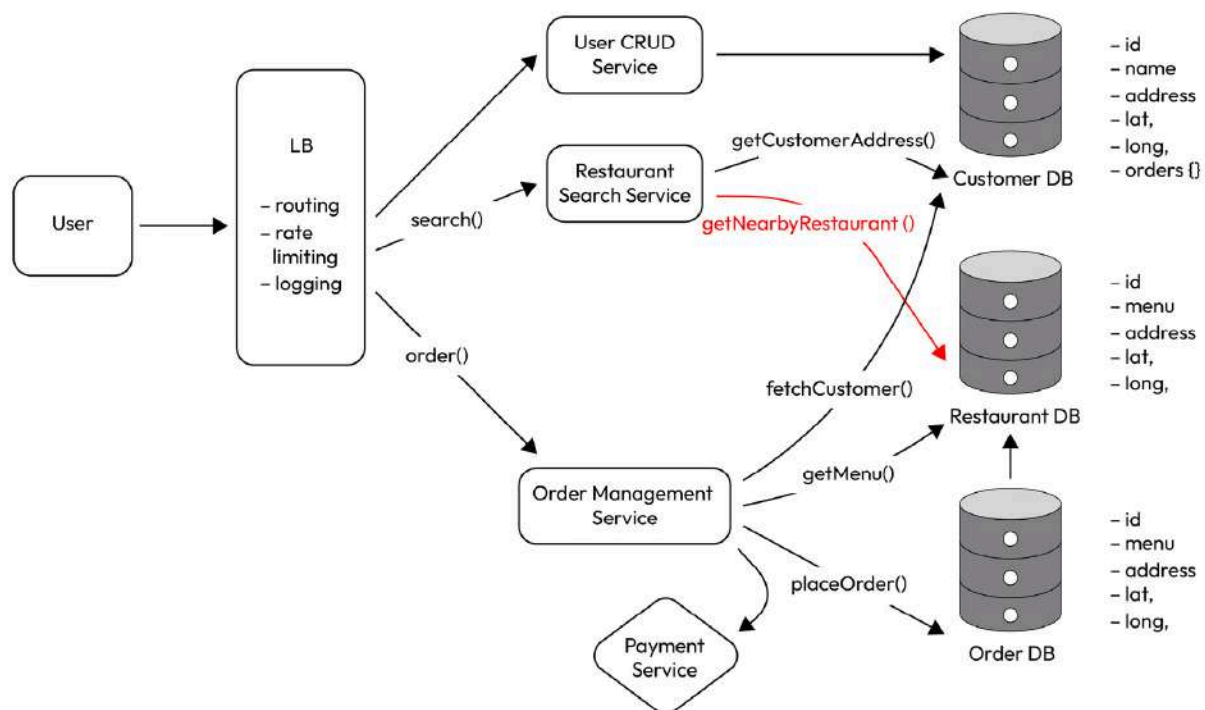 User
LB
– routing
– rate
limiting
– logging
search()
order()
User CRUD
Service
Restaurant
Search Service
getCustomerAddress()
getNearbyRestaurant ()
Order Management
Service
fetchCustomer()
getMenu()
placeOrder()
Payment
Service
Customer DB
– id
– name
– address
– lat,
– long,
– orders {}
Restaurant DB
– id
– menu
– address
– lat,
– long,
Order DB
– id
– menu
– address
– lat,
– long,